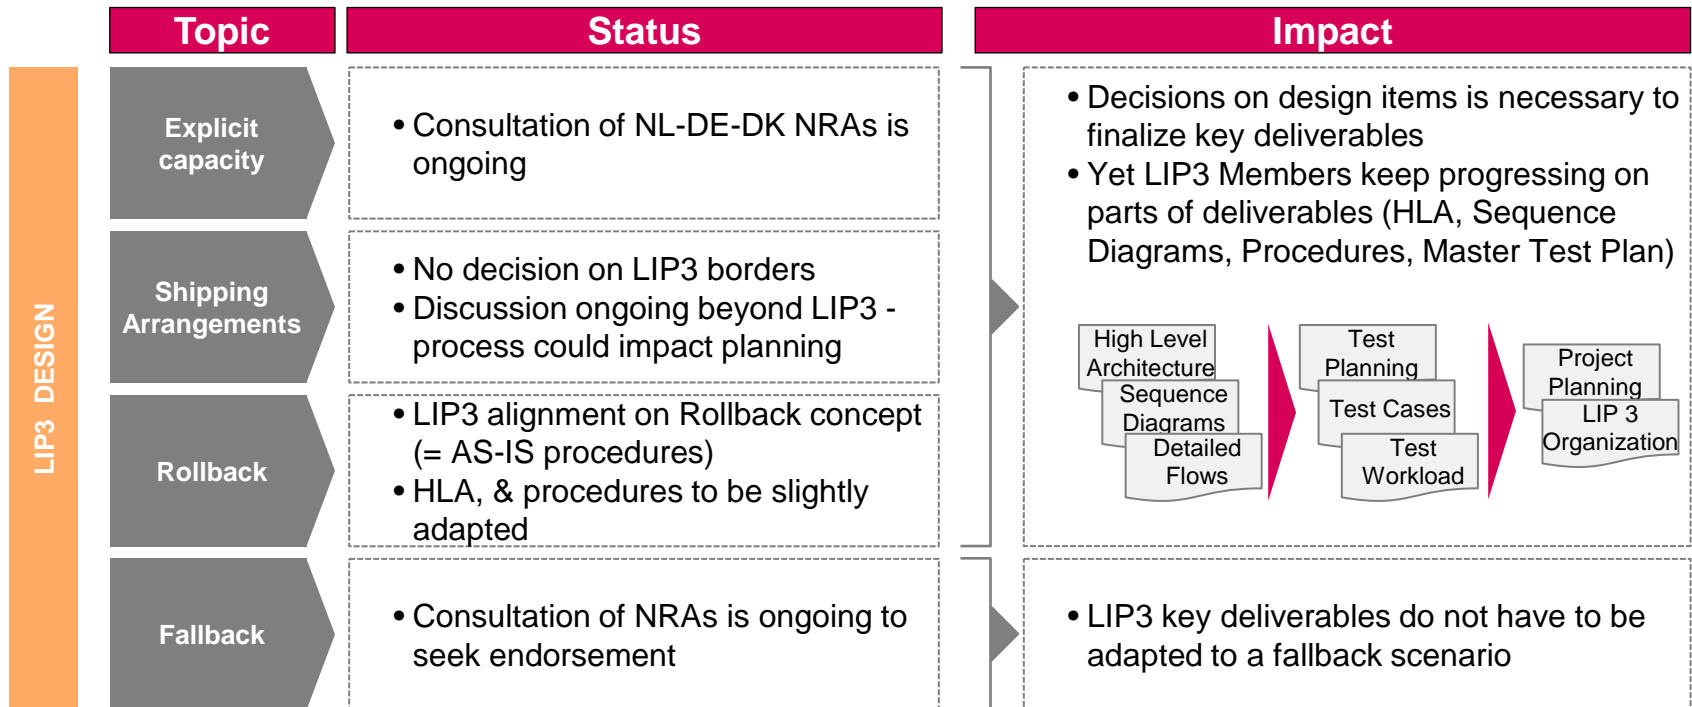 Topic
Status
Impact
LIP3 DESIGN
Explicit
capacity
• Consultation of NL-DE-DK NRAs is
ongoing
Shipping
Arrangements
• No decision on LIP3 borders
• Discussion ongoing beyond LIP3 -
process could impact planning
Rollback
• LIP3 alignment on Rollback concept
(= AS-IS procedures)
• HLA, & procedures to be slightly
adapted
• Decisions on design items is necessary to
finalize key deliverables
• Yet LIP3 Members keep progressing on
parts of deliverables (HLA, Sequence
Diagrams, Procedures, Master Test Plan)
High Level
Architecture
Sequence
Diagrams
Detailed
Flows
Test
Planning
Test Cases
Test
Workload
Project
Planning
LIP 3
Organization
Fallback
• Consultation of NRAs is ongoing to
seek endorsement
• LIP3 key deliverables do not have to be
adapted to a fallback scenario